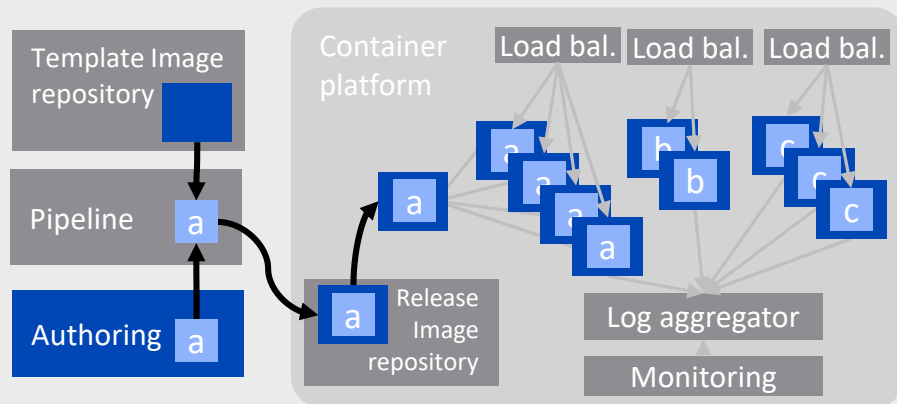 Template Image
repository
Pipeline
a
Authoring
a
Container
platform
Load bal.
Load bal.
Load bal.
a
a
a
a
a
b
b
c
c
c
a
Release
Image
repository
Log aggregator
Monitoring